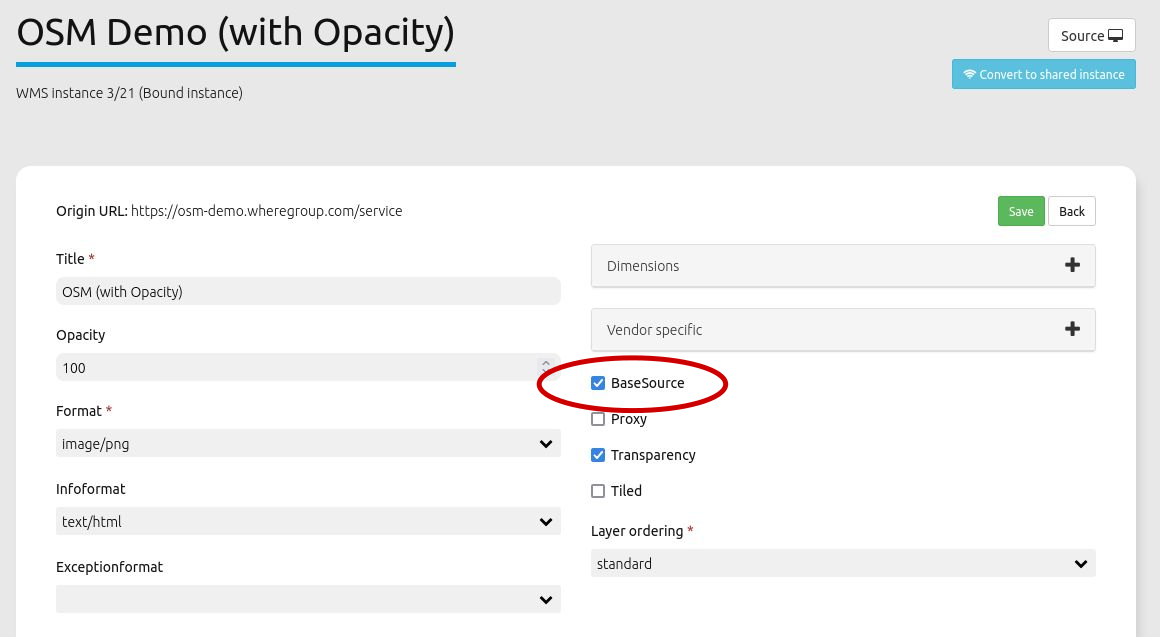 OSM Demo (with Opacity)
Source
Convert to shared instance
WMS instance 3/21 (Bound instance)
Origin URL: https://osm-demo.wheregroup.com/service
Save
Back
Title *
OSM (with Opacity)
Opacity
100
Format *
image/png
Infoformat
text/html
Exceptionformat
Dimensions
Vendor specific
BaseSource
Proxy
Transparency
Tiled
Layer ordering *
standard